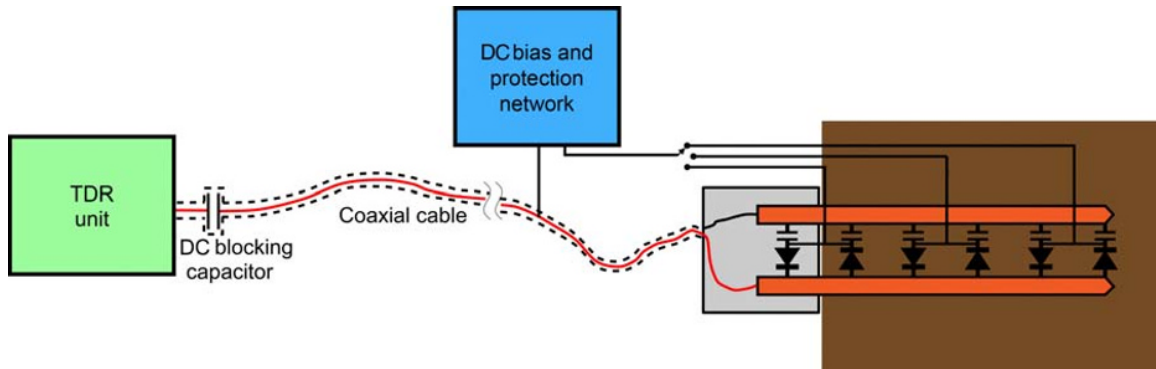 DC bias and
protection
network
TDR
unit
Coaxial cable
DC blocking
capacitor